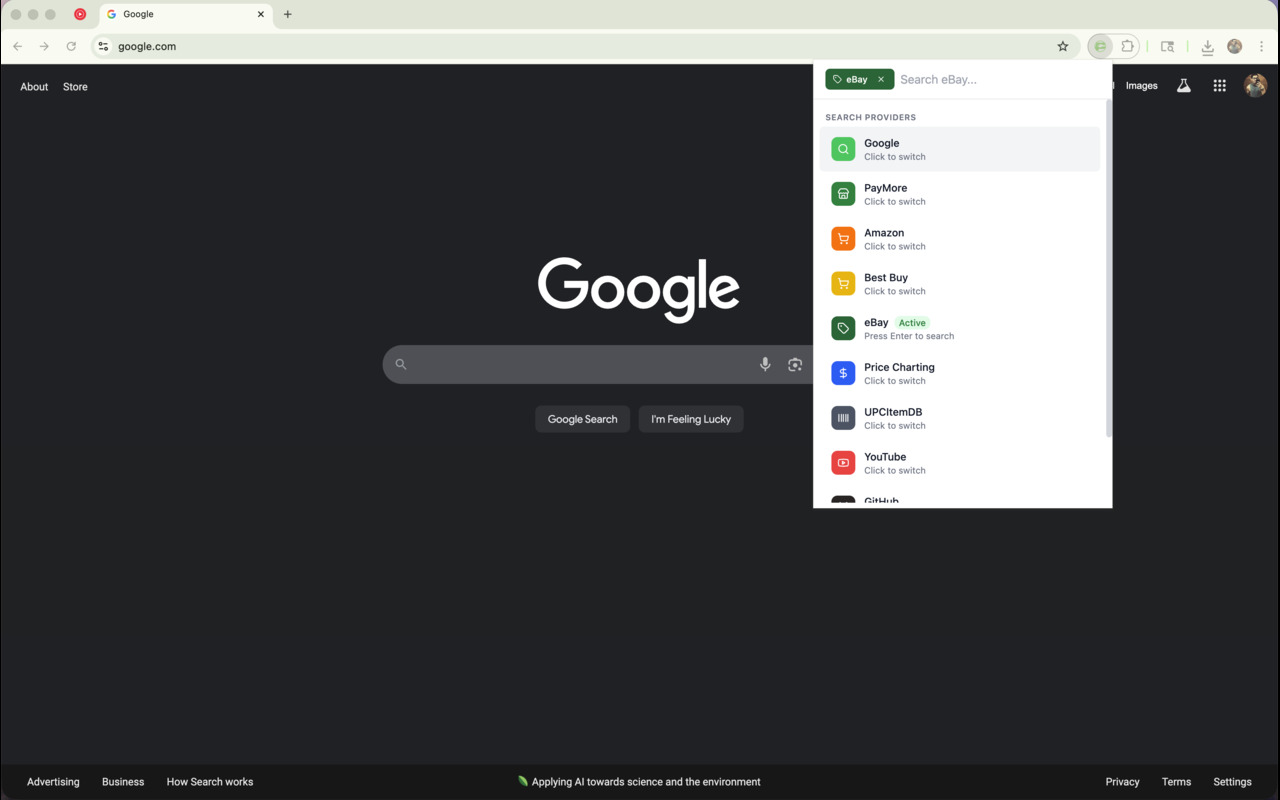 Google
google.com
About
Store
eBay
Search eBay...
Images
SEARCH PROVIDERS
Google
Click to switch
PayMore
Click to switch
Amazon
Click to switch
Best Buy
Click to switch
eBay Active
Press Enter to search
Price Charting
Click to switch
UPCItemDB
Click to switch
YouTube
Click to switch
GitHub
Google
Google Search
I'm Feeling Lucky
Advertising
Business
How Search works
Applying AI towards science and the environment
Privacy
Terms
Settings